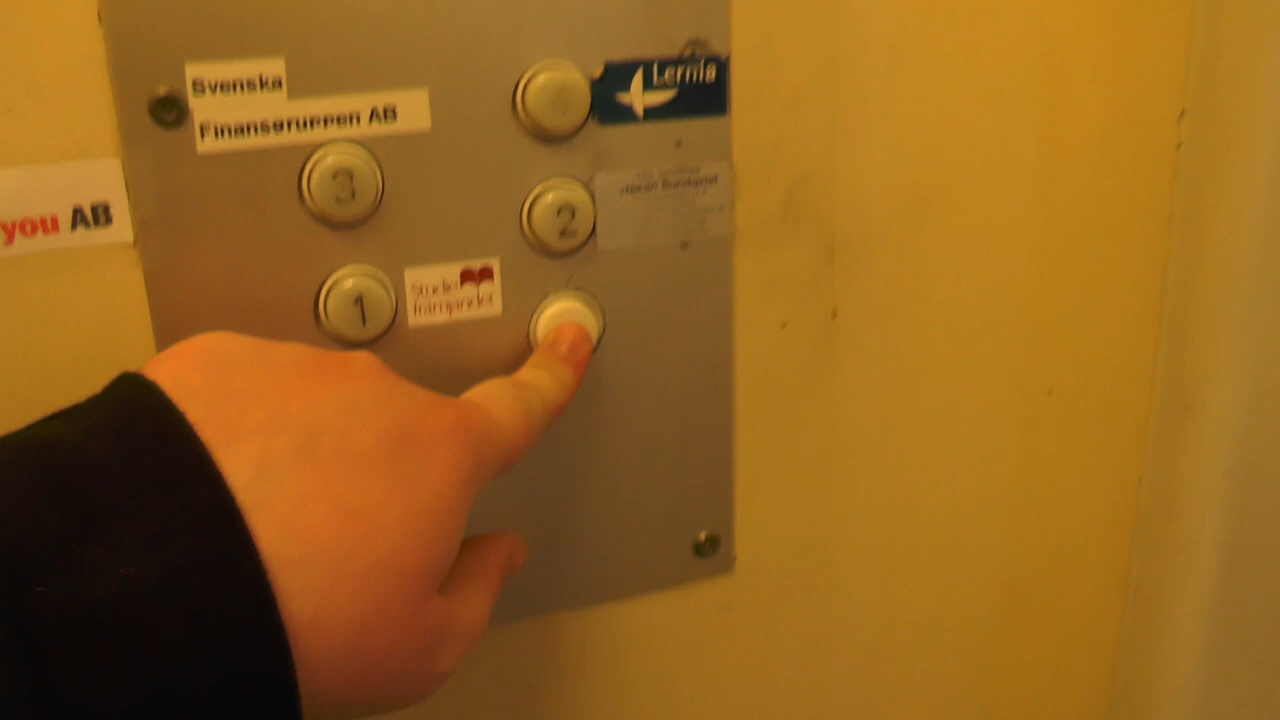 Svenska
Finansgruppen AB
Lernia
3
you AB
2
1
Studie
främjandet